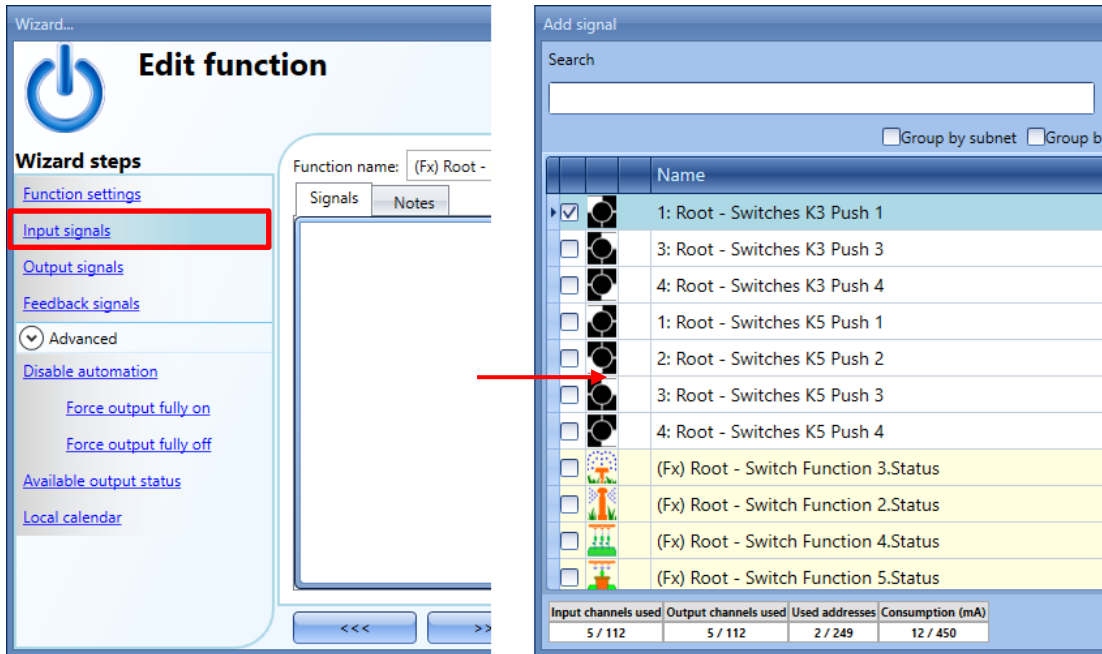 Wizard...
Edit function
Wizard steps
Function settings
Input signals
Output signals
Feedback signals
Advanced
Disable automation
Force output fully on
Force output fully off
Available output status
Local calendar
Function name: (Fx) Root -
Signals Notes
<<< >>
Add signal
Search
Group by subnet Group b
Name
1: Root - Switches K3 Push 1
3: Root - Switches K3 Push 3
4: Root - Switches K3 Push 4
1: Root - Switches K5 Push 1
2: Root - Switches K5 Push 2
3: Root - Switches K5 Push 3
4: Root - Switches K5 Push 4
(Fx) Root - Switch Function 3.Status
(Fx) Root - Switch Function 2.Status
(Fx) Root - Switch Function 4.Status
(Fx) Root - Switch Function 5.Status
Input channels used Output channels used Used addresses Consumption (mA)
5 / 112 5 / 112 2 / 249 12 / 450